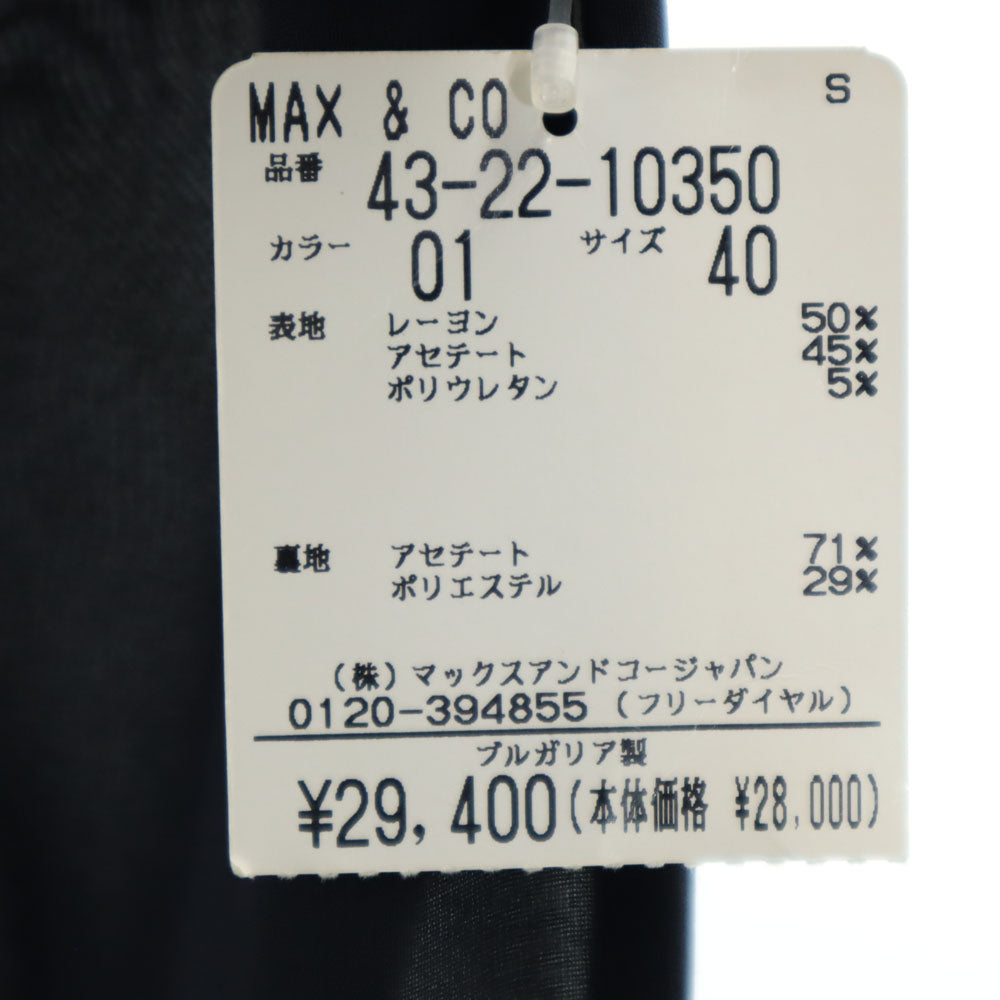 S
MAX & CO
品番 43-22-10350
カラー 01 サイズ 40
表地 レーヨン 50%
アセテート 45%
ポリウレタン 5%
裏地 アセテート 71%
ポリエステル 29%
(株)マックスアンドコージャパン
0120-394855(フリーダイヤル)
ブルガリア製
¥29,400(本体価格 ¥28,000)